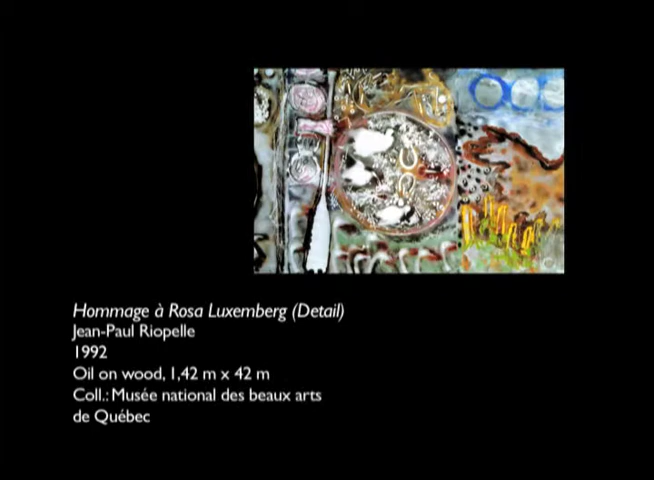 Hommage à Rosa Luxemberg (Detail)
Jean-Paul Riopelle
1992
Oil on wood, 1,42 m x 42 m
Coll.: Musée national des beaux arts
de Québec